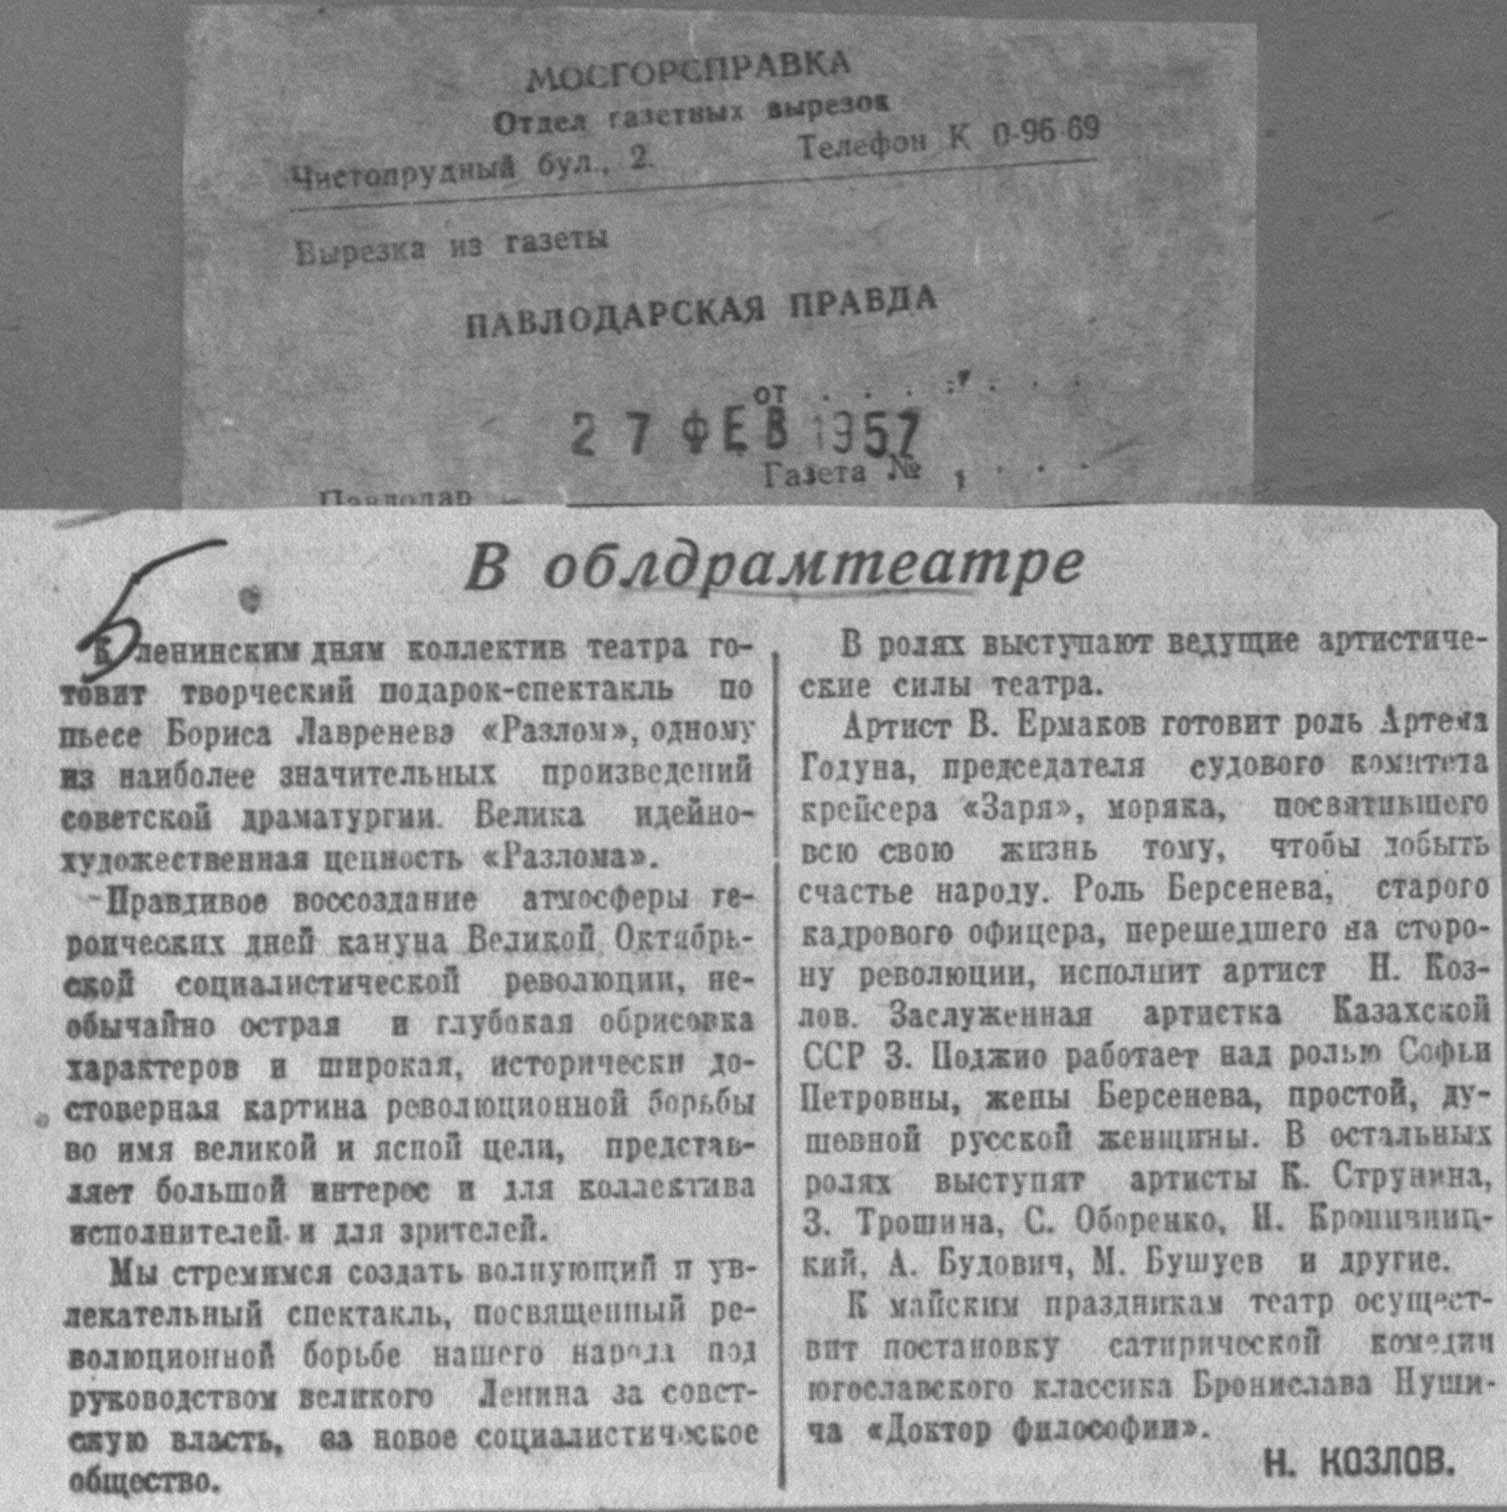 МОСГОРСПРАВКА
Отдел газетных вырезок
Чистопрудный бул., 2. Телефон К 0-96-69
Вырезка из газеты
ПАВЛОДАРСКАЯ ПРАВДА
от . . . . . . .
27 ФЕВ 1957
Павлодар Газета № . . .
В облдрамтеатре
К ленинским дням коллектив театра го-
товит творческий подарок-спектакль по
пьесе Бориса Лавренева «Разлом», одному
из наиболее значительных произведений
советской драматургии. Велика идейно-
художественная ценность «Разлома».
Правдивое воссоздание атмосферы ге-
роических дней кануна Великой Октябрь-
ской социалистической революции, не-
обычайно острая и глубокая обрисовка
характеров и широкая, исторически до-
стоверная картина революционной борьбы
во имя великой и ясной цели, представ-
ляет большой интерес и для коллектива
исполнителей и для зрителей.
Мы стремимся создать волнующий и ув-
лекательный спектакль, посвященный ре-
волюционной борьбе нашего народа под
руководством великого Ленина за совет-
скую власть, за новое социалистическое
общество.
В ролях выступают ведущие артистиче-
ские силы театра.
Артист В. Ермаков готовит роль Артема
Годуна, председателя судового комитета
крейсера «Заря», моряка, посвятившего
всю свою жизнь тому, чтобы добыть
счастье народу. Роль Берсенева, старого
кадрового офицера, перешедшего на сторо-
ну революции, исполнит артист Н. Коз-
лов. Заслуженная артистка Казахской
ССР З. Поджио работает над ролью Софьи
Петровны, жены Берсенева, простой, ду-
шевной русской женщины. В остальных
ролях выступят артисты К. Струнина,
З. Трошина, С. Оборенко, Н. Кропивниц-
кий, А. Будович, М. Бушуев и другие.
К майским праздникам театр осущест-
вит постановку сатирической комедии
югославского классика Бронислава Нуши-
ча «Доктор философии».
Н. КОЗЛОВ.